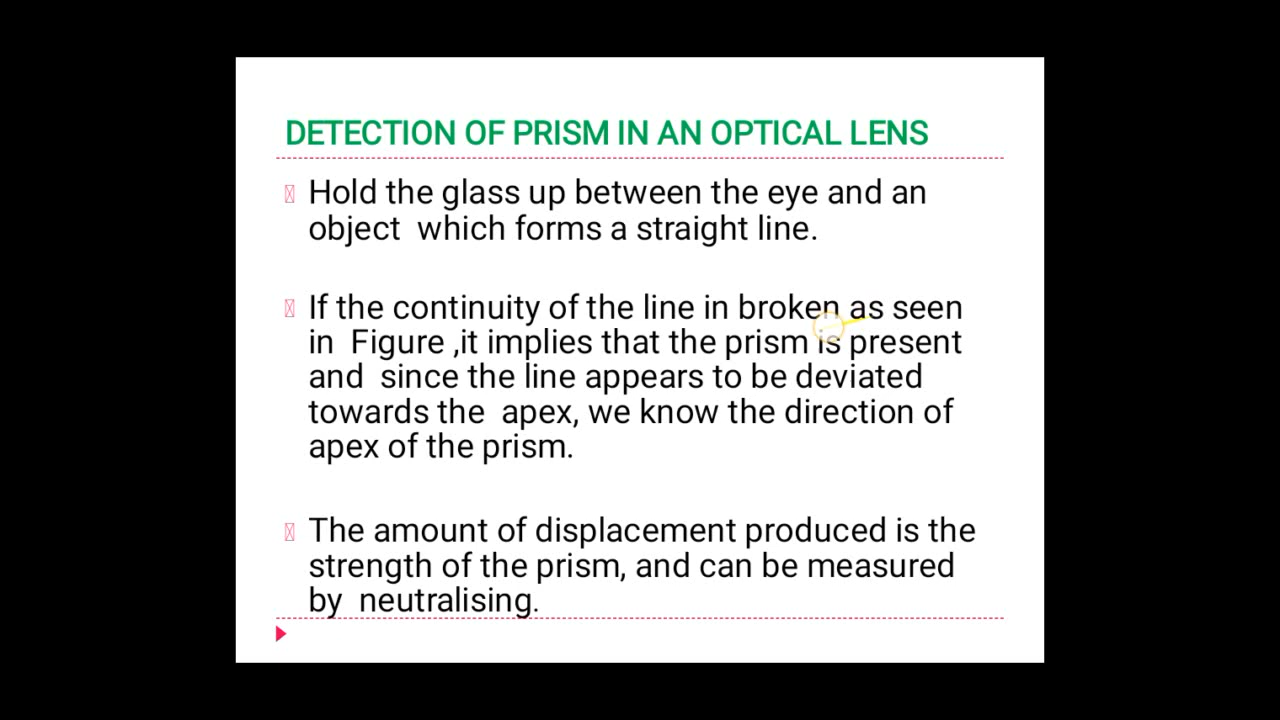 DETECTION OF PRISM IN AN OPTICAL LENS
Hold the glass up between the eye and an
object which forms a straight line.
If the continuity of the line in broken as seen
in Figure ,it implies that the prism is present
and since the line appears to be deviated
towards the apex, we know the direction of
apex of the prism.
The amount of displacement produced is the
strength of the prism, and can be measured
by neutralising.